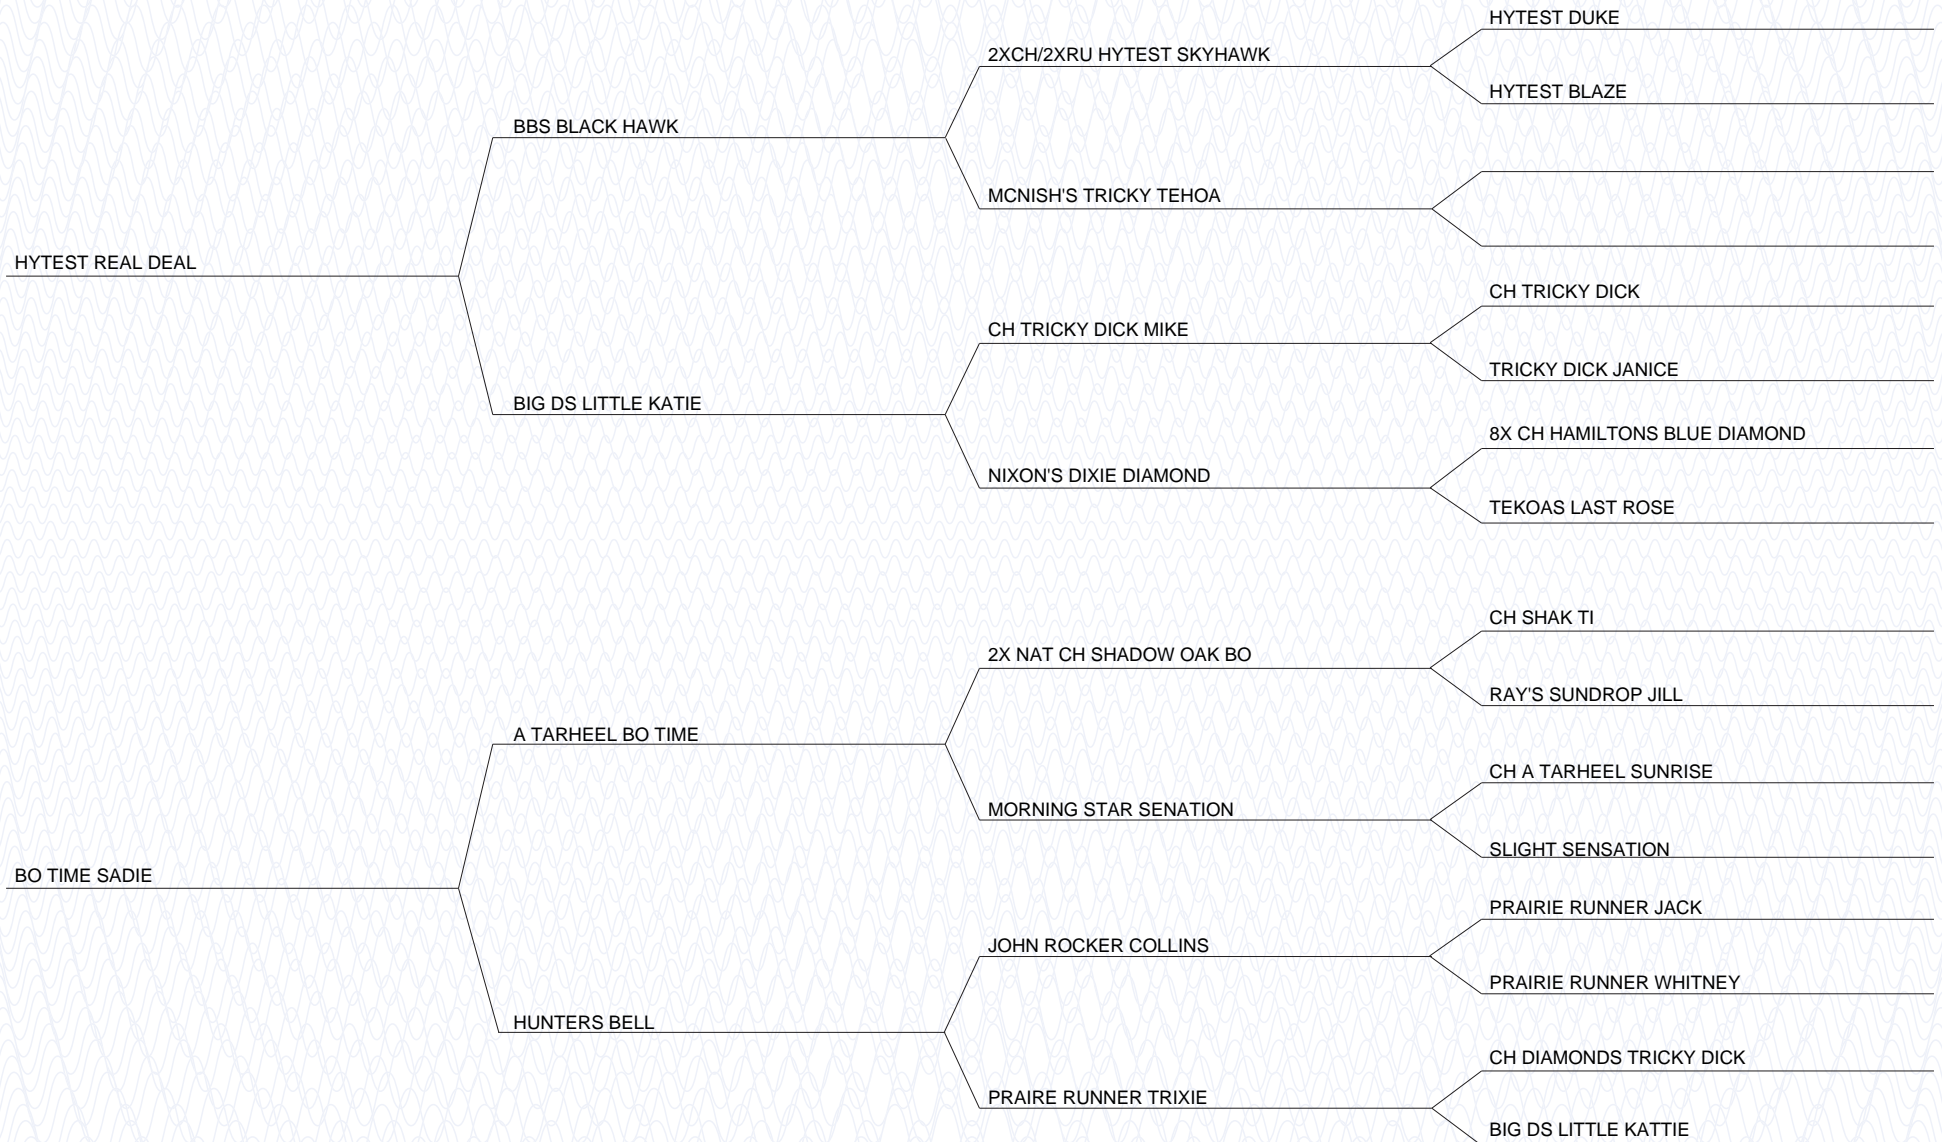 HYTEST DUKE
2XCH/2XRU HYTEST SKYHAWK
HYTEST BLAZE
BBS BLACK HAWK
MCNISH'S TRICKY TEHOA
HYTEST REAL DEAL
CH TRICKY DICK
CH TRICKY DICK MIKE
TRICKY DICK JANICE
BIG DS LITTLE KATIE
8X CH HAMILTONS BLUE DIAMOND
NIXON'S DIXIE DIAMOND
TEKOAS LAST ROSE
CH SHAK TI
2X NAT CH SHADOW OAK BO
RAY'S SUNDROP JILL
A TARHEEL BO TIME
CH A TARHEEL SUNRISE
MORNING STAR SENATION
SLIGHT SENSATION
BO TIME SADIE
PRAIRIE RUNNER JACK
JOHN ROCKER COLLINS
PRAIRIE RUNNER WHITNEY
HUNTERS BELL
CH DIAMONDS TRICKY DICK
PRAIRE RUNNER TRIXIE
BIG DS LITTLE KATTIE